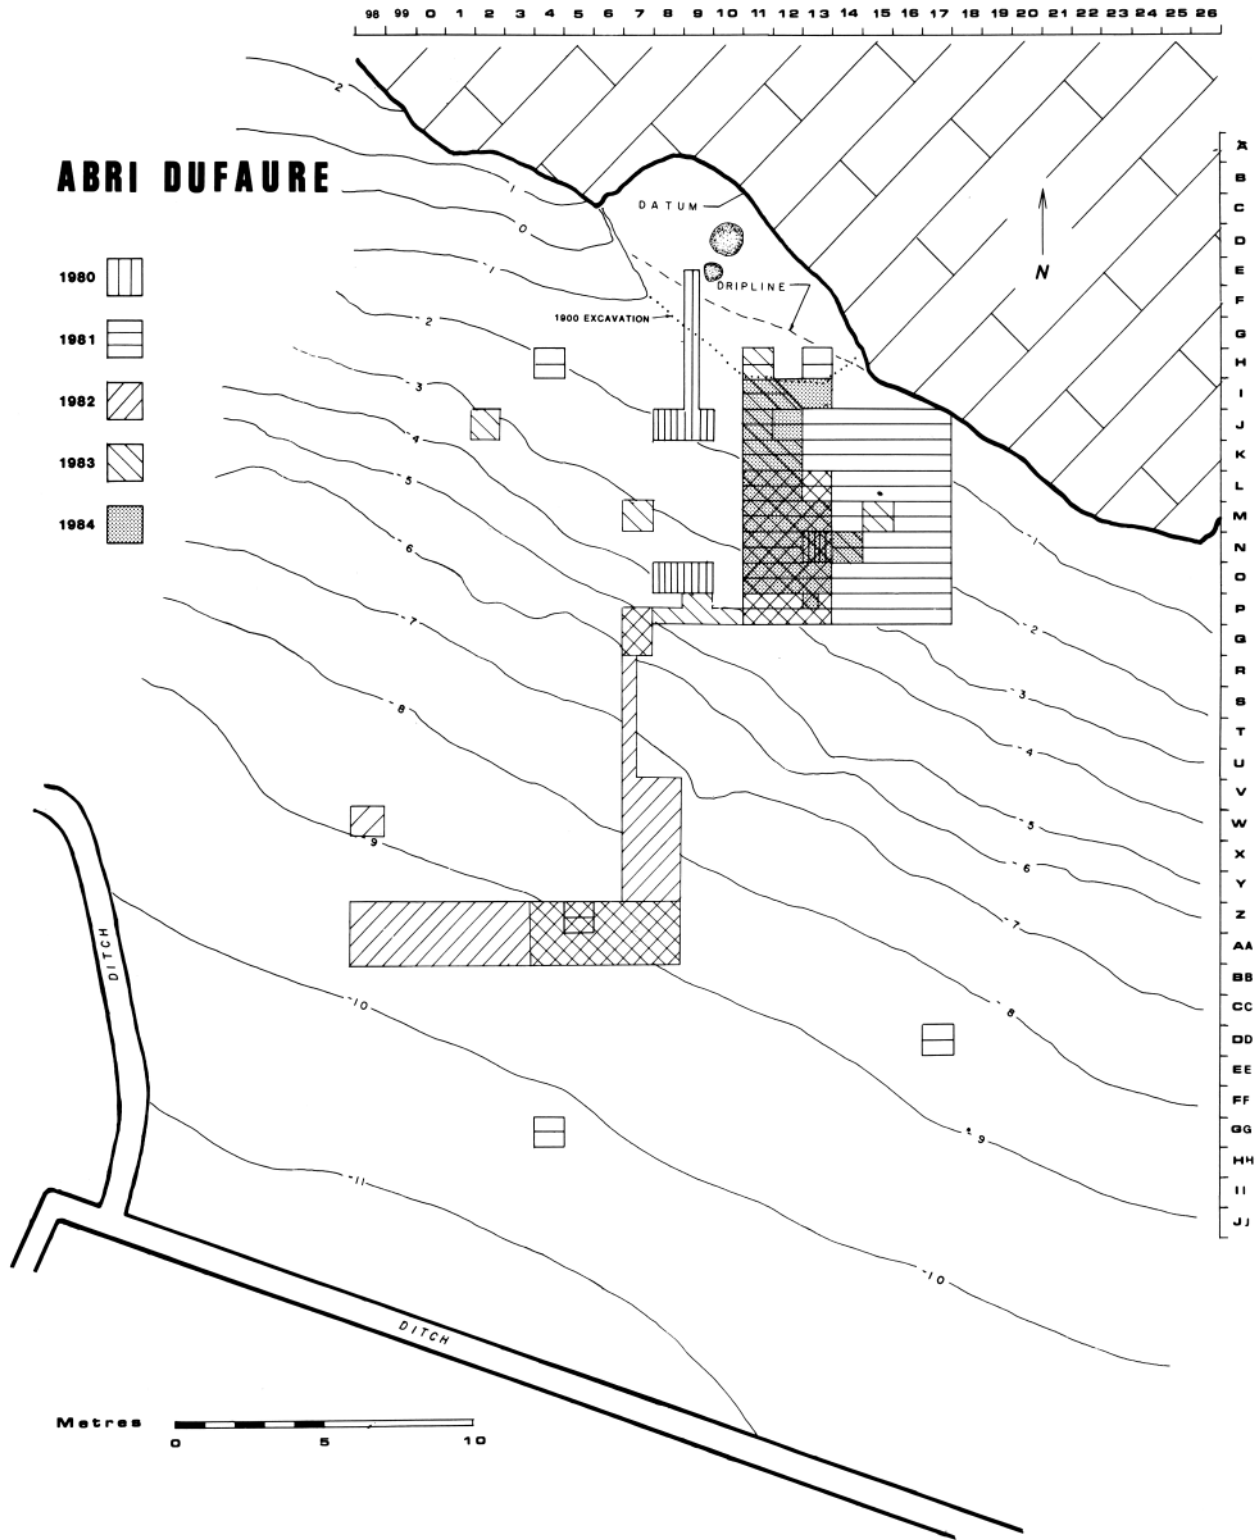 98 99 0 1 2 3 4 5 6 7 8 9 10 11 12 13 14 15 16 17 18 19 20 21 22 23 24 25 26
ABRI DUFAURE
1980
1981
1982
1983
1984
DATUM
DRIPLINE
1900 EXCAVATION
N
A
B
C
D
E
F
G
H
I
J
K
L
M
N
O
P
Q
R
S
T
U
V
W
X
Y
Z
AA
BB
CC
DD
EE
FF
GG
HH
II
JJ
2
1
0
-1
-2
-3
-4
-5
-6
-7
-8
-9
-10
-11
-1
-2
-3
-4
-5
-6
-7
-8
-9
-10
DITCH
DITCH
Metres
0 5 10